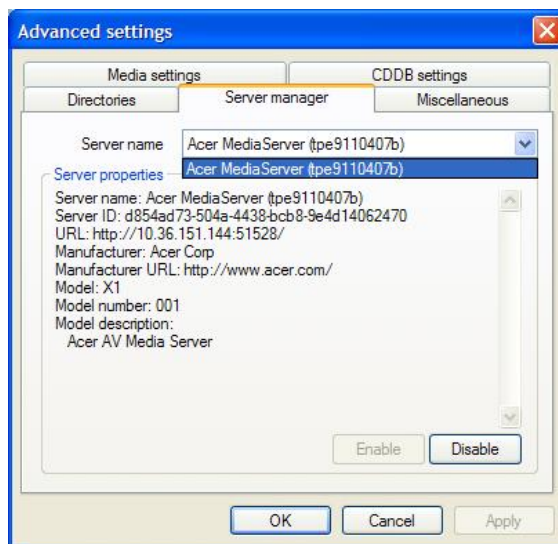 Advanced settings
Media settings
CDDB settings
Directories
Server manager
Miscellaneous
Server name
Acer MediaServer (tpe9110407b)
Acer MediaServer (tpe9110407b)
Server properties
Server name: Acer MediaServer (tpe9110407b)
Server ID: d854ad73-504a-4438-bcb8-9e4d14062470
URL: http://10.36.151.144:51528/
Manufacturer: Acer Corp
Manufacturer URL: http://www.acer.com/
Model: X1
Model number: 001
Model description:
Acer AV Media Server
Enable
Disable
OK
Cancel
Apply